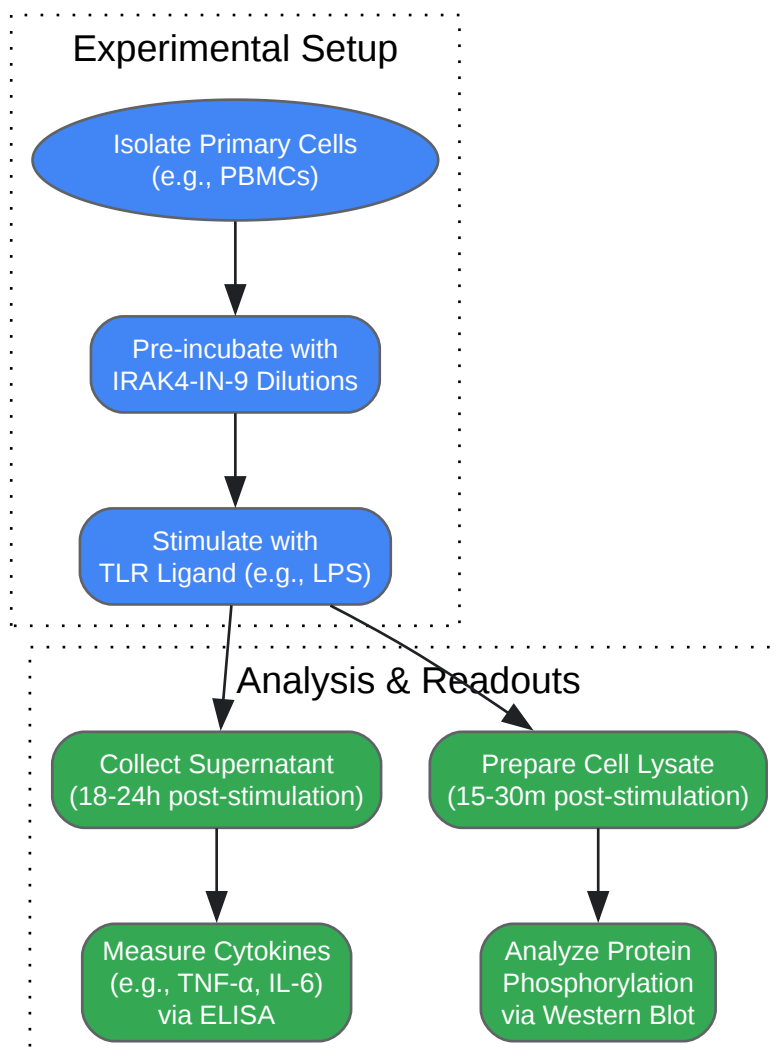 Experimental Setup
Isolate Primary Cells
(e.g., PBMCs)
Pre-incubate with
IRAK4-IN-9 Dilutions
Stimulate with
TLR Ligand (e.g., LPS)
Analysis & Readouts
Collect Supernatant
(18-24h post-stimulation)
Prepare Cell Lysate
(15-30m post-stimulation)
Measure Cytokines
(e.g., TNF-α, IL-6)
via ELISA
Analyze Protein
Phosphorylation
via Western Blot